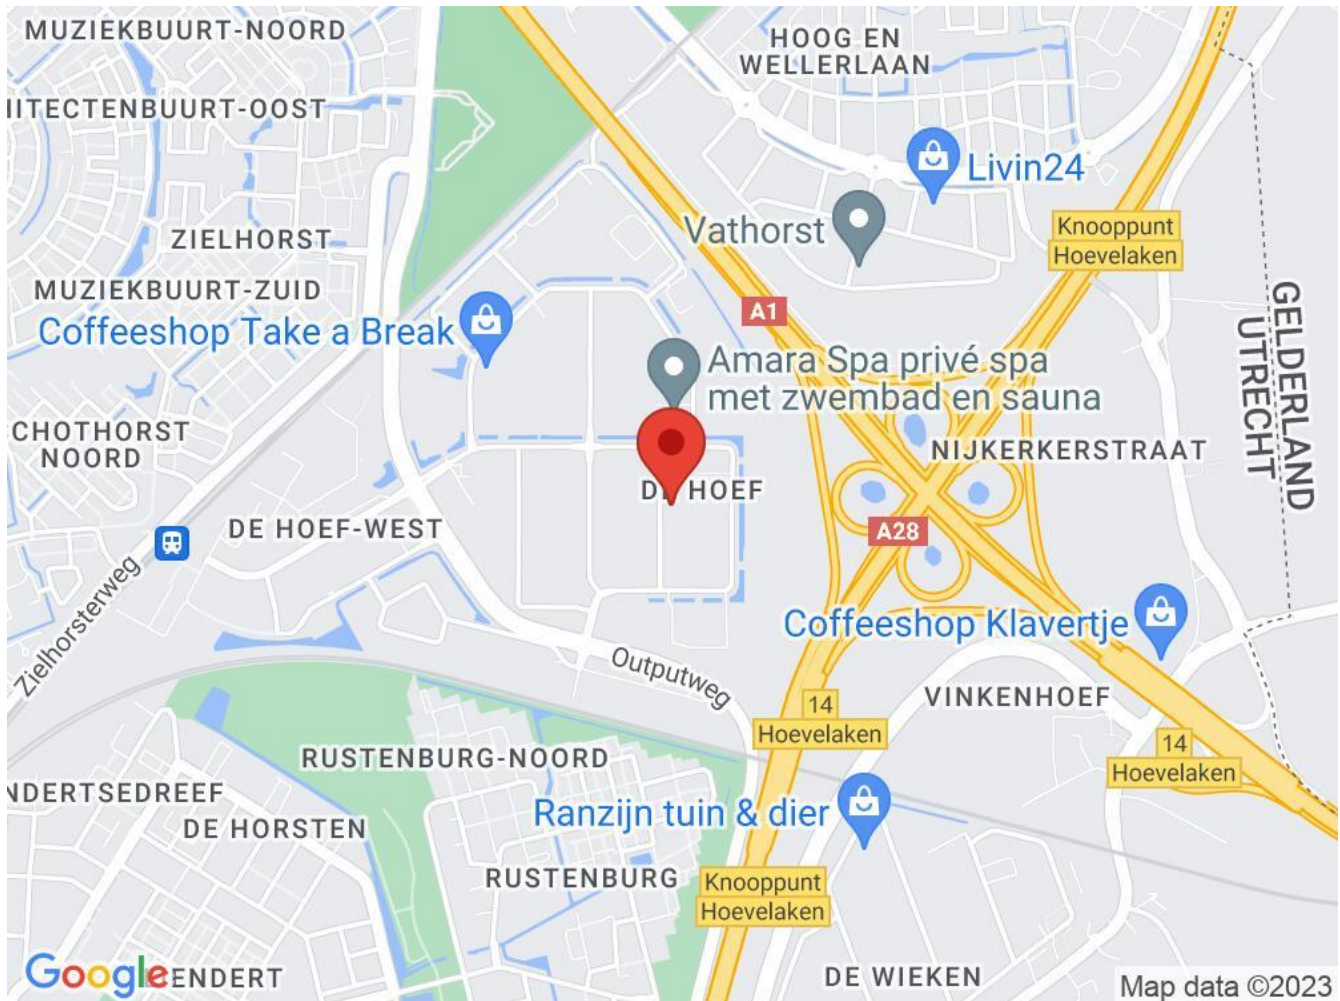 MUZIEKBUURT-NOORD
HOOG EN
WELLERLAAN
HITECTENBUURT-OOST
Livin24
Vathorst
Knooppunt
Hoevelaken
ZIELHORST
MUZIEKBUURT-ZUID
GELDERLAND
UTRECHT
Coffeeshop Take a Break
A1
Amara Spa privé spa
met zwembad en sauna
CHOTHORST
NOORD
NIJKERKERSTRAAT
DE HOEF
DE HOEF-WEST
A28
Zielhorsterweg
Coffeeshop Klavertje
Outputweg
VINKENHOEF
14
Hoevelaken
14
Hoevelaken
RUSTENBURG-NOORD
NDERTSEDREEF
DE HORSTEN
Ranzijn tuin & dier
RUSTENBURG
Knooppunt
Hoevelaken
Google
ENDERT
DE WIEKEN
Map data ©2023